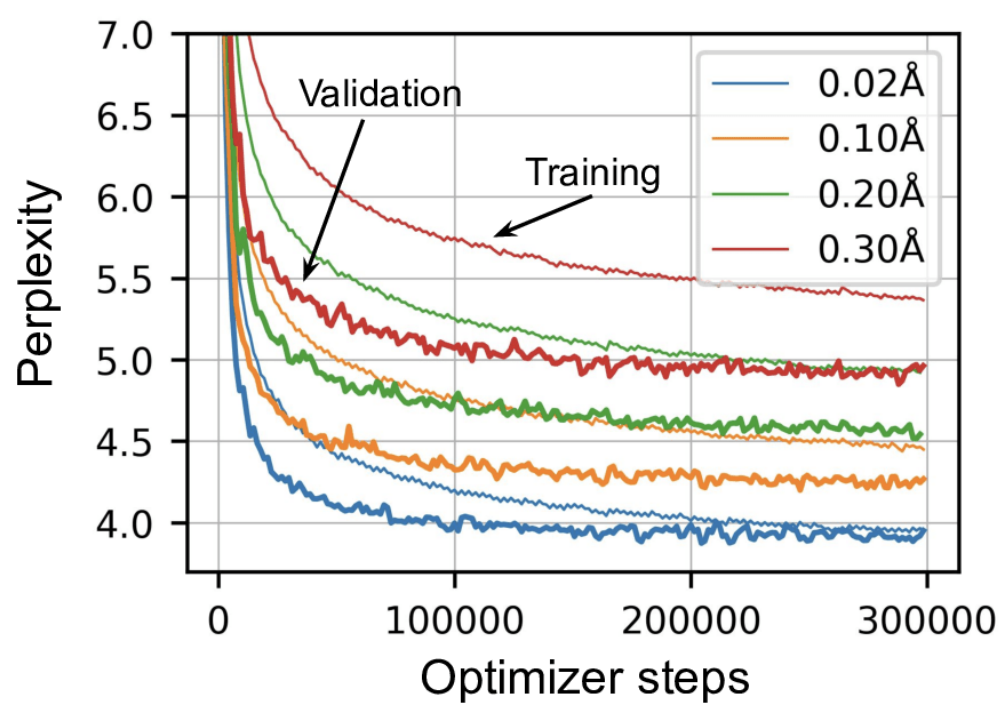 7.0
6.5
6.0
5.5
5.0
4.5
4.0
Perplexity
Validation
Training
0.02Å
0.10Å
0.20Å
0.30Å
0
100000
200000
300000
Optimizer steps